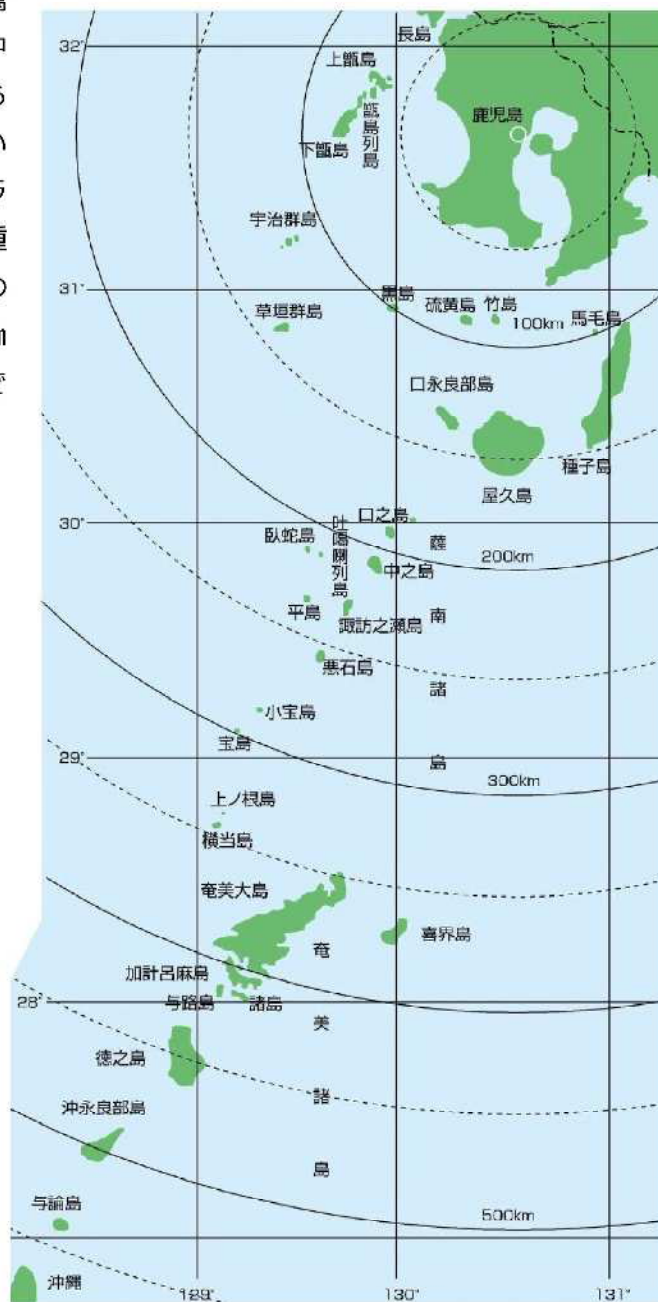 32°
長島
上甑島
甑島列島
下甑島
鹿児島
宇治群島
31°
黒島
硫黄島
竹島
馬毛島
草垣群島
100km
口永良部島
種子島
屋久島
30°
口之島
臥蛇島
吐噶喇列島
中之島
薩南諸島
200km
平島
諏訪之瀬島
悪石島
小宝島
宝島
29°
300km
上ノ根島
横当島
奄美大島
喜界島
奄美諸島
加計呂麻島
28°
与路島
諸島
徳之島
沖永良部島
与論島
500km
沖縄
129°
130°
131°